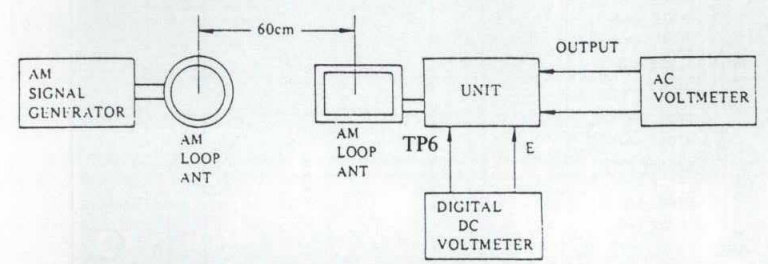 60cm
AM
SIGNAL
GENERATOR
AM
LOOP
ANT
AM
LOOP
ANT
TP6
UNIT
E
OUTPUT
AC
VOLTMETER
DIGITAL
DC
VOLTMETER